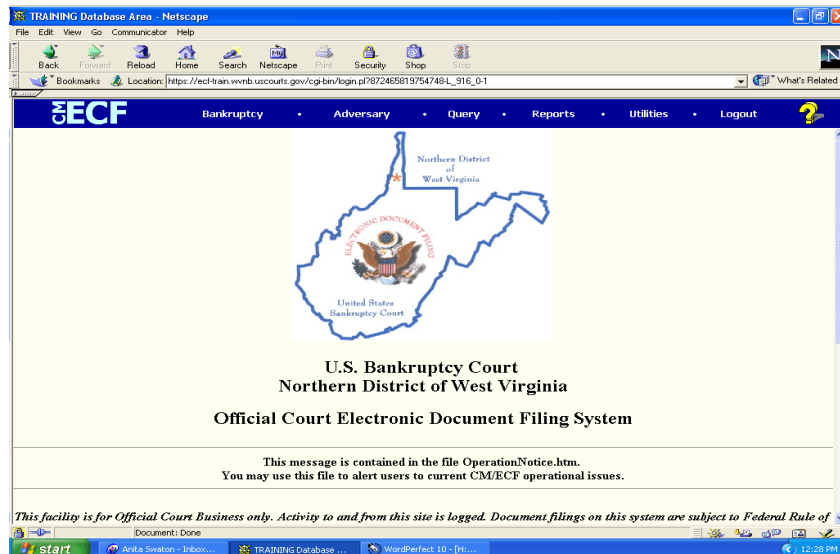 TRAINING Database Area - Netscape
File Edit View Go Communicator Help
Back Forward Reload Home Search Netscape Print Security Shop Stop
Bookmarks Location: https://ecf-train.wvnb.uscourts.gov/cgi-bin/login.pl?872465819754748-L_916_0-1 What's Related
CM ECF Bankruptcy • Adversary • Query • Reports • Utilities • Logout ?
Northern District
of
West Virginia
ELECTRONIC DOCUMENT FILING
United States
Bankruptcy Court
U.S. Bankruptcy Court
Northern District of West Virginia
Official Court Electronic Document Filing System
This message is contained in the file OperationNotice.htm.
You may use this file to alert users to current CM/ECF operational issues.
This facility is for Official Court Business only. Activity to and from this site is logged. Document filings on this system are subject to Federal Rule of
Document: Done
start Anita Swaton - Inbox... TRAINING Database ... WordPerfect 10 - [H:... 12:28 PM